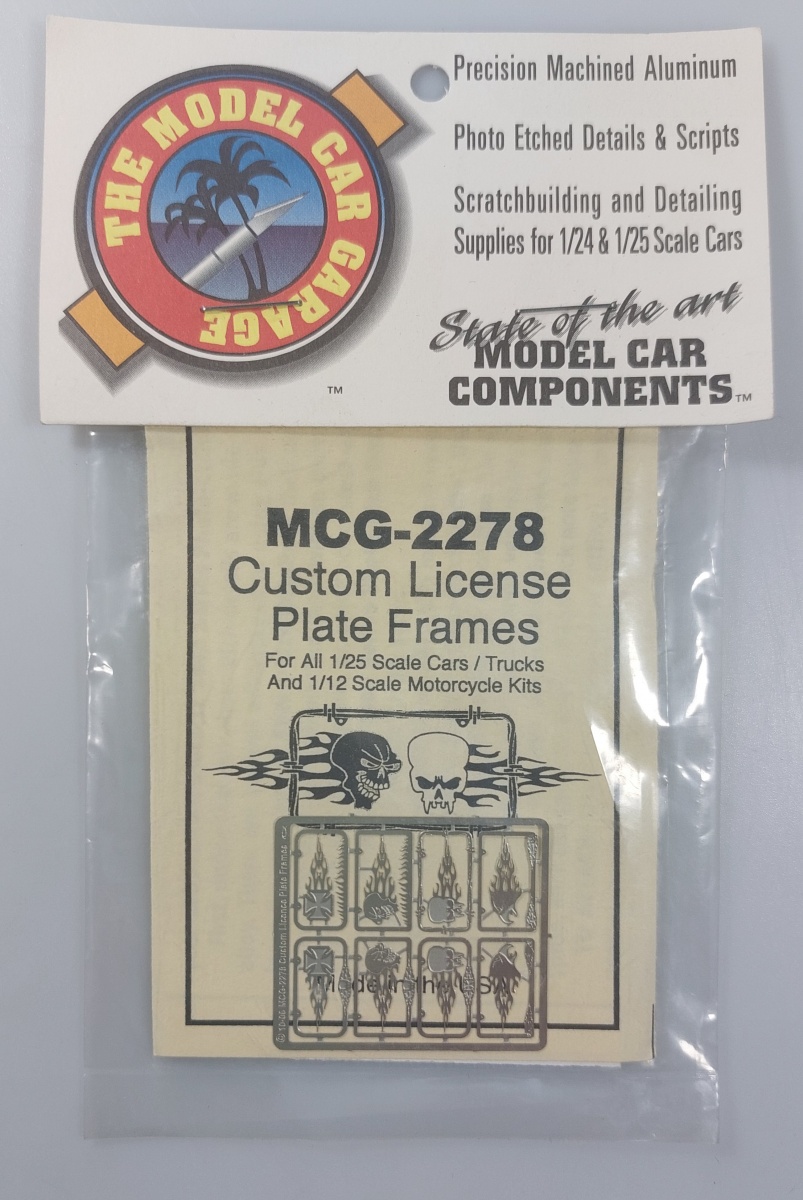 THE MODEL CAR GARAGE
™
Precision Machined Aluminum
Photo Etched Details & Scripts
Scratchbuilding and Detailing
Supplies for 1/24 & 1/25 Scale Cars
State of the art
MODEL CAR
COMPONENTS™
MCG-2278
Custom License
Plate Frames
For All 1/25 Scale Cars / Trucks
And 1/12 Scale Motorcycle Kits
MCG-2278 Custom Licence Plate Frames
Made in the USA